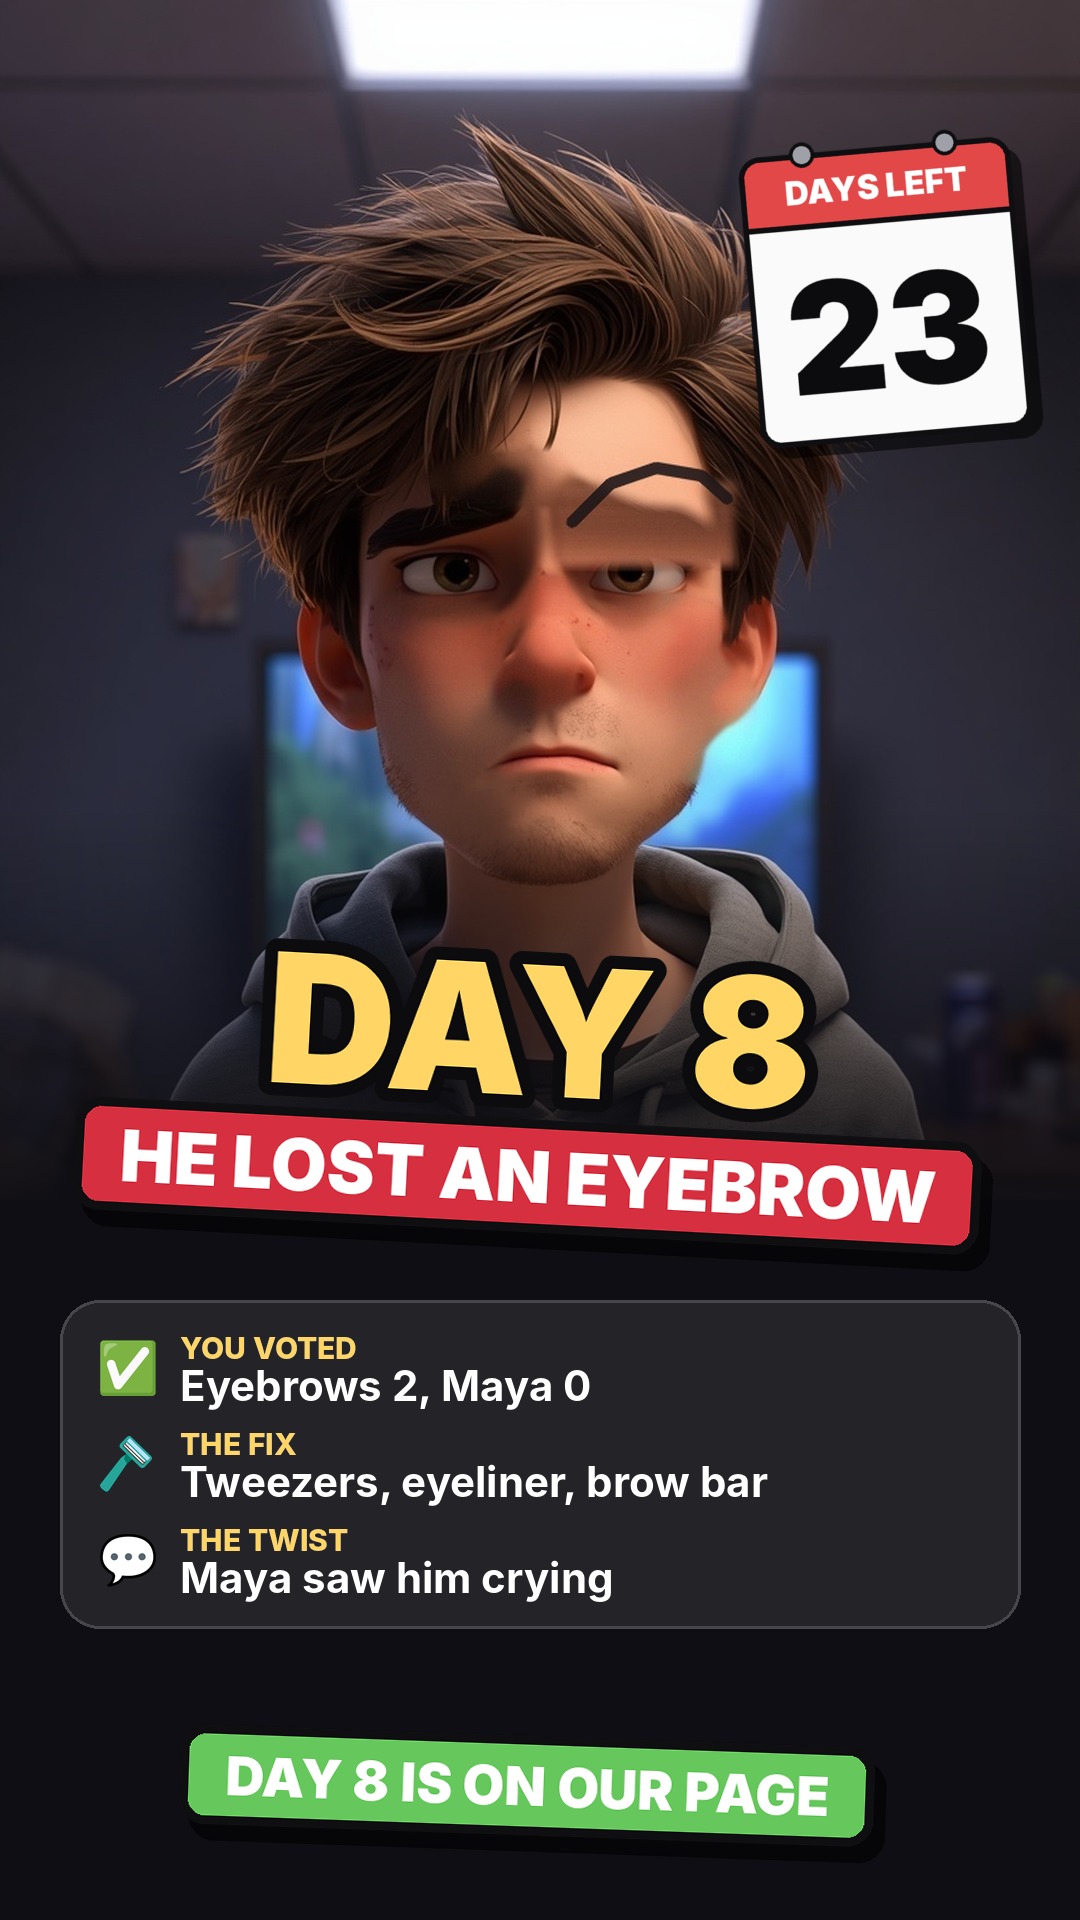 DAYS LEFT
23
DAY 8
HE LOST AN EYEBROW
YOU VOTED
Eyebrows 2, Maya 0
THE FIX
Tweezers, eyeliner, brow bar
THE TWIST
Maya saw him crying
DAY 8 IS ON OUR PAGE